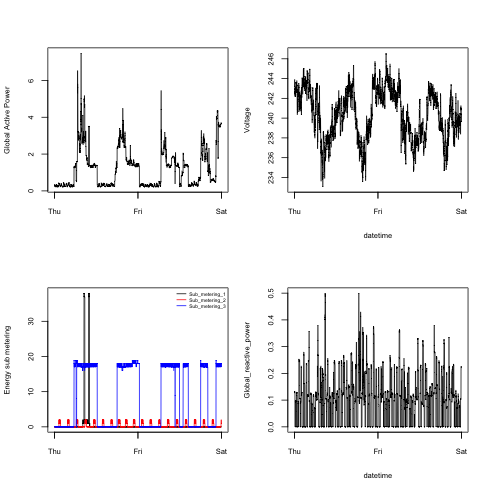 Global Active Power
6
4
2
0
Thu
Fri
Sat
Voltage
246
244
242
240
238
236
234
Thu
Fri
Sat
datetime
Energy sub metering
30
20
10
0
Thu
Fri
Sat
Sub_metering_1
Sub_metering_2
Sub_metering_3
Global_reactive_power
0.5
0.4
0.3
0.2
0.1
0.0
Thu
Fri
Sat
datetime